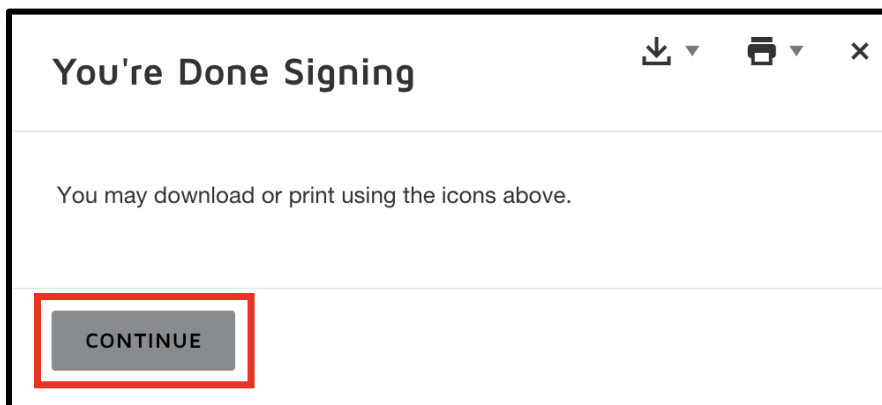 You're Done Signing
You may download or print using the icons above.
CONTINUE